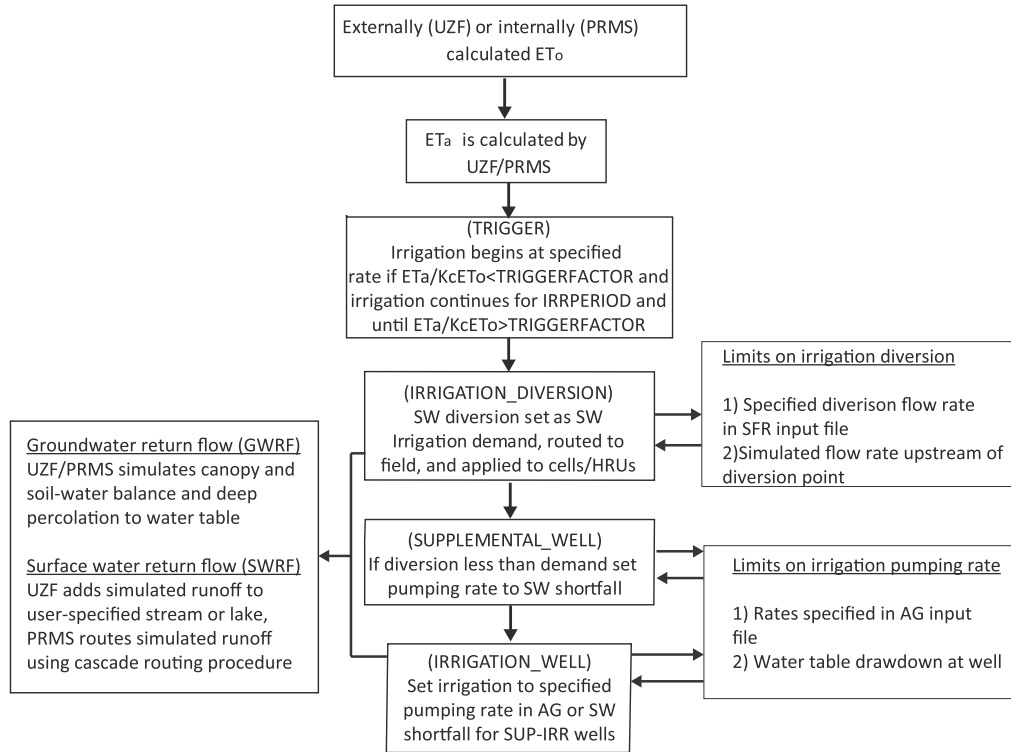 Externally (UZF) or internally (PRMS)
calculated ETo
ETa is calculated by
UZF/PRMS
(TRIGGER)
Irrigation begins at specified
rate if ETa/KcETo<TRIGGERFACTOR and
irrigation continues for IRRPERIOD and
until ETa/KcETo>TRIGGERFACTOR
(IRRIGATION_DIVERSION)
SW diversion set as SW
Irrigation demand, routed to
field, and applied to cells/HRUs
Limits on irrigation diversion
1) Specified diverison flow rate
in SFR input file
2)Simulated flow rate upstream of
diversion point
Groundwater return flow (GWRF)
UZF/PRMS simulates canopy and
soil-water balance and deep
percolation to water table
Surface water return flow (SWRF)
UZF adds simulated runoff to
user-specified stream or lake,
PRMS routes simulated runoff
using cascade routing procedure
(SUPPLEMENTAL_WELL)
If diversion less than demand set
pumping rate to SW shortfall
Limits on irrigation pumping rate
1) Rates specified in AG input
file
2) Water table drawdown at well
(IRRIGATION_WELL)
Set irrigation to specified
pumping rate in AG or SW
shortfall for SUP-IRR wells